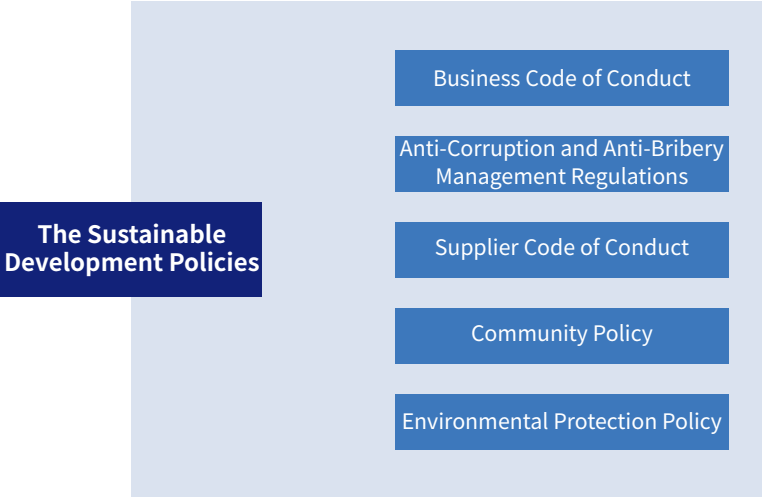 The Sustainable
Development Policies
Business Code of Conduct
Anti-Corruption and Anti-Bribery
Management Regulations
Supplier Code of Conduct
Community Policy
Environmental Protection Policy